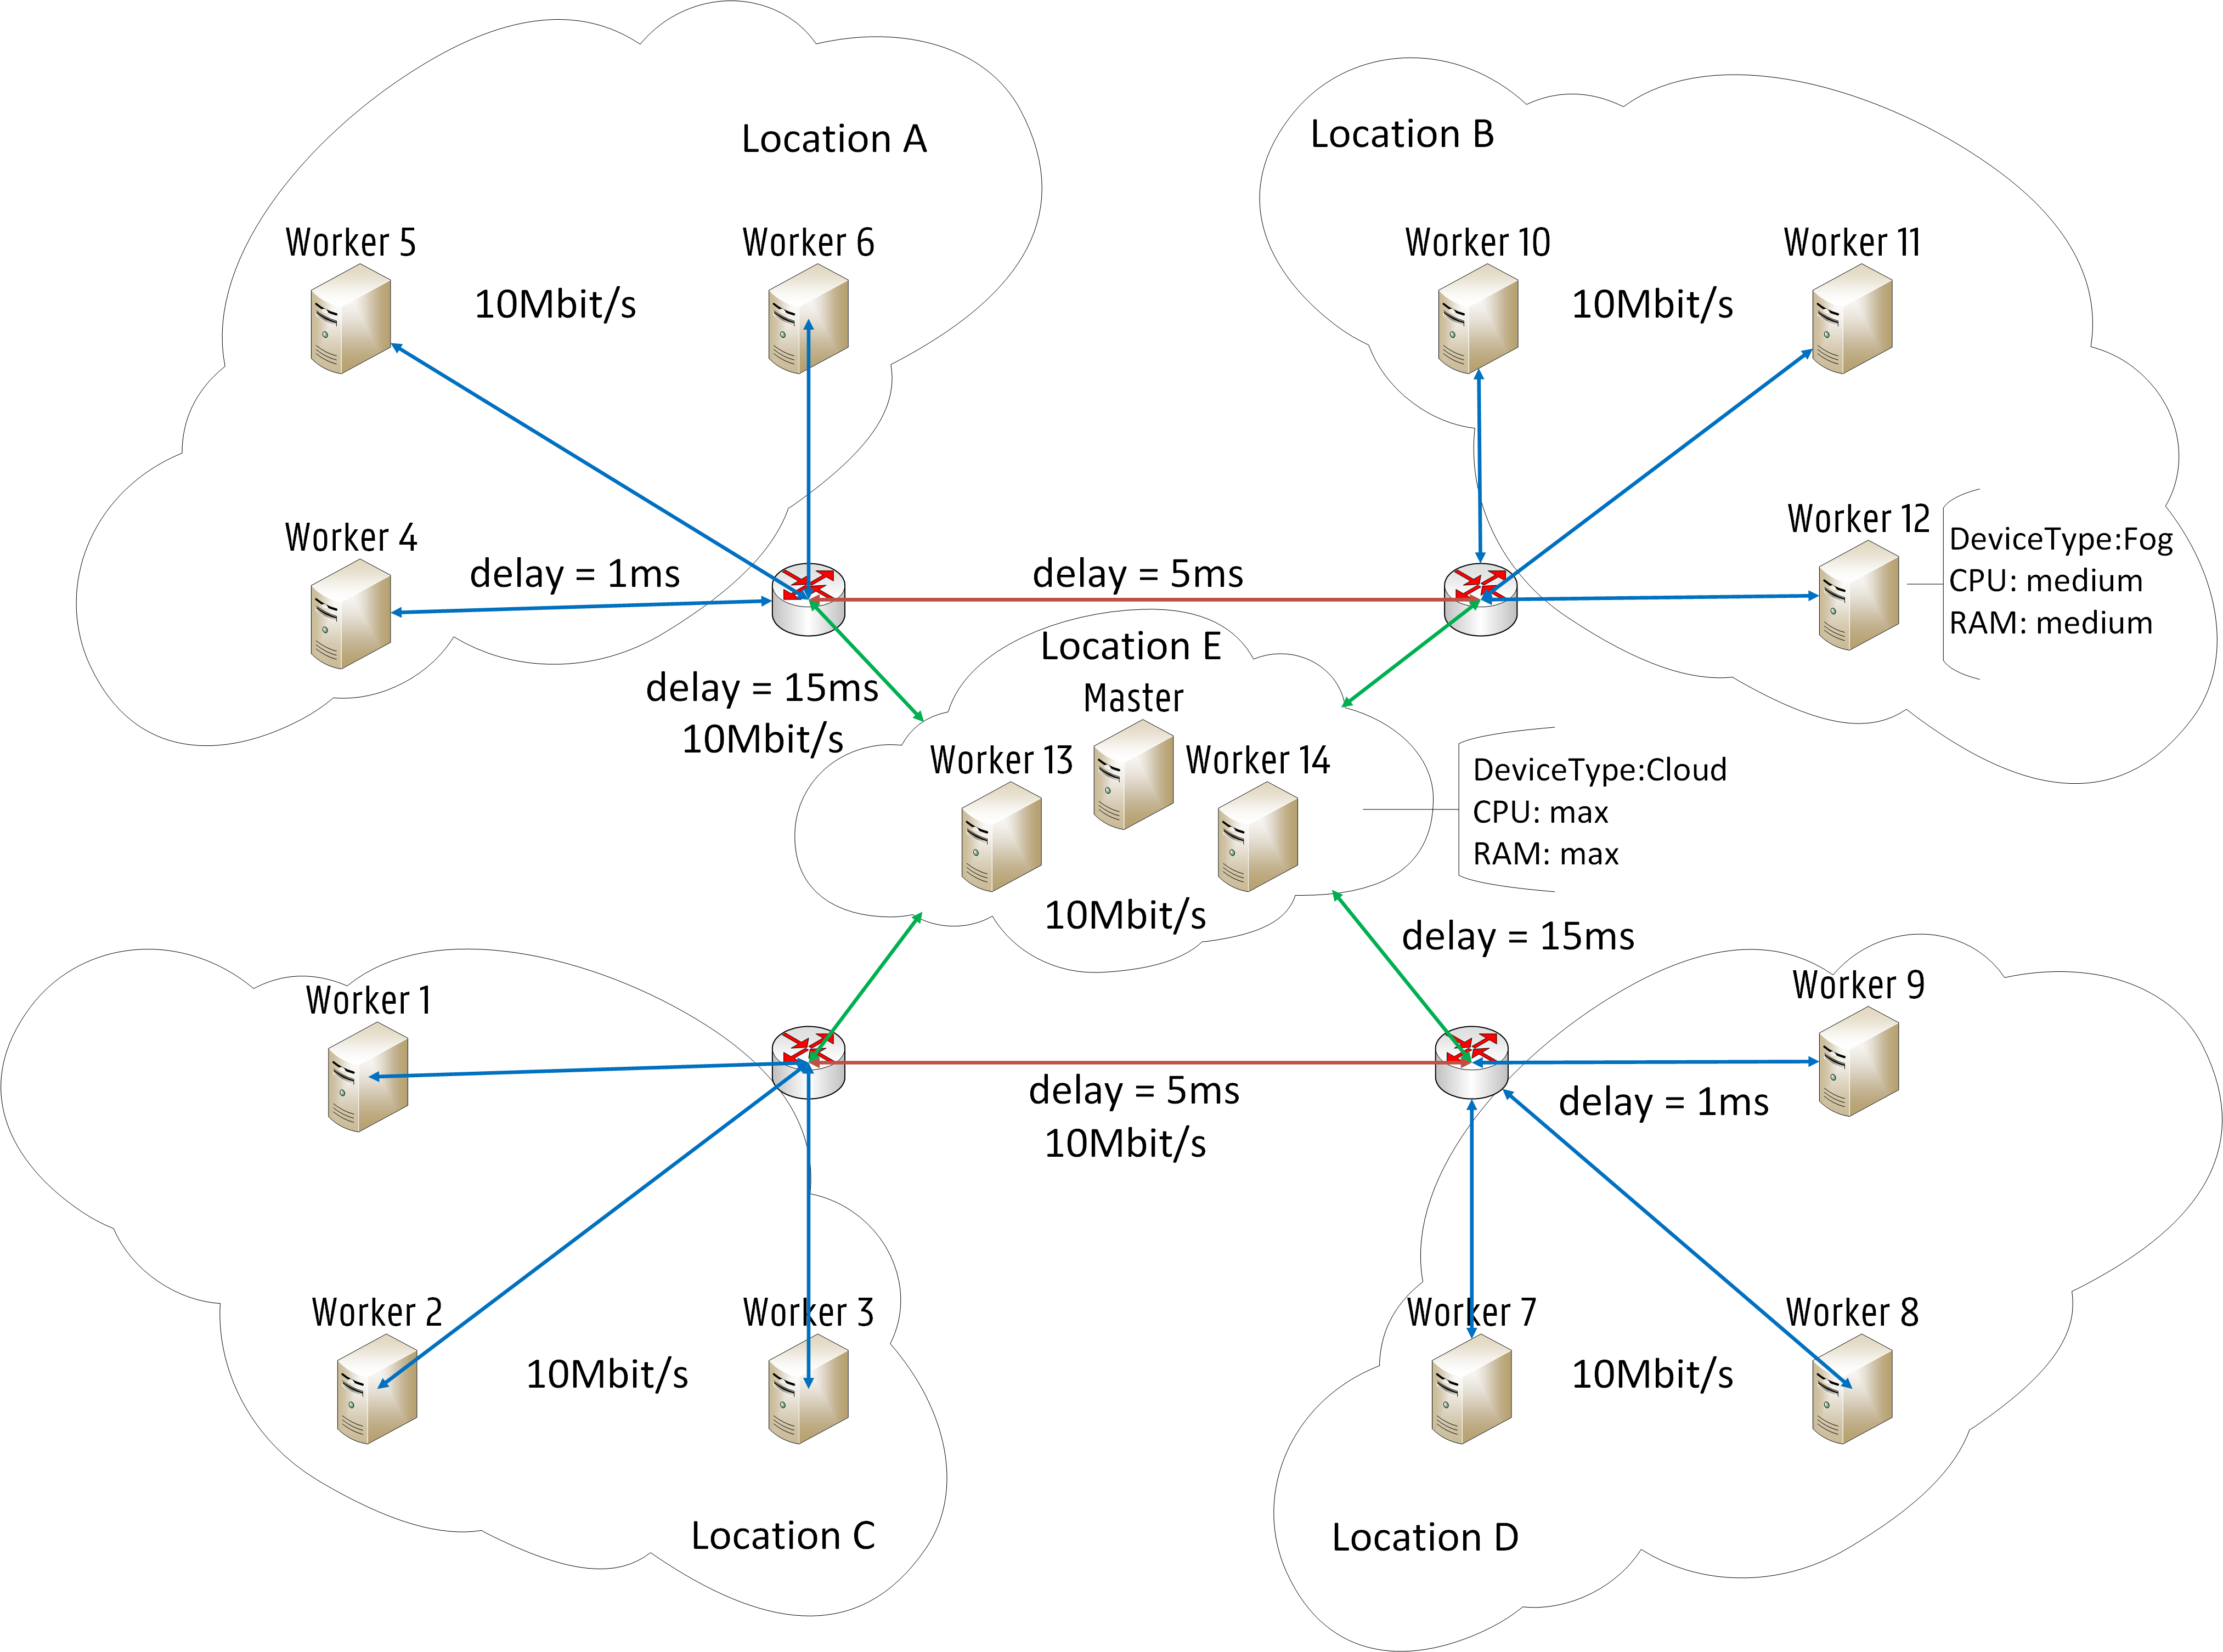 Location A
Location B
Worker 5
Worker 6
Worker 10
Worker 11
10Mbit/s
10Mbit/s
Worker 4
Worker 12
delay = 1ms
delay = 5ms
DeviceType:Fog
CPU: medium
RAM: medium
Location E
Master
delay = 15ms
10Mbit/s
Worker 13
Worker 14
DeviceType:Cloud
CPU: max
RAM: max
10Mbit/s
delay = 15ms
Worker 1
Worker 9
delay = 5ms
10Mbit/s
delay = 1ms
Worker 2
Worker 3
Worker 7
Worker 8
10Mbit/s
10Mbit/s
Location C
Location D